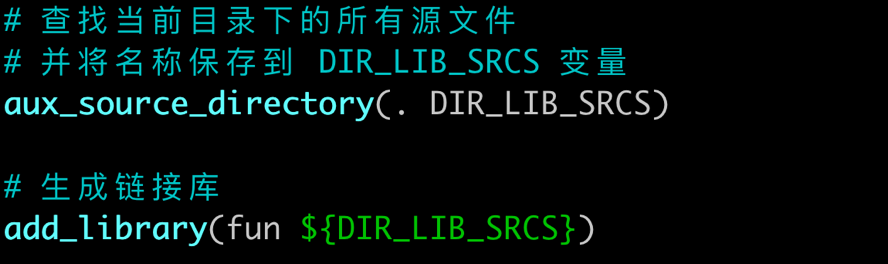 # 查找当前目录下的所有源文件
# 并将名称保存到 DIR_LIB_SRCS 变量
aux_source_directory(. DIR_LIB_SRCS)
# 生成链接库
add_library(fun ${DIR_LIB_SRCS})